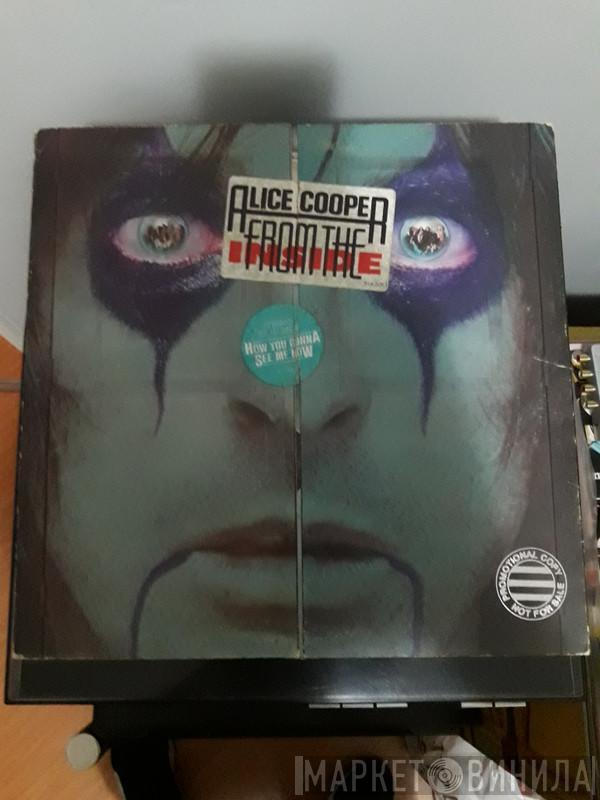 ALICE COOPER
FROM THE
INSIDE
HOW YOU GONNA
SEE ME NOW
PROMOTIONAL COPY
NOT FOR SALE
МАРКЕТ ВИНИЛА